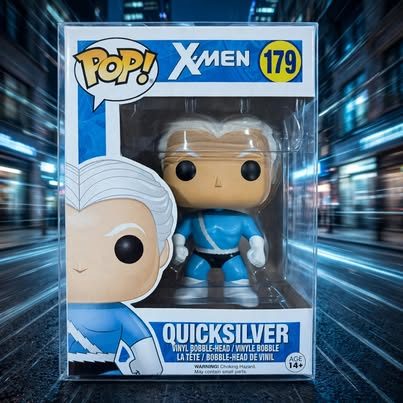 POP!
X-MEN
179
QUICKSILVER
VINYL BOBBLE-HEAD / VINYLE BOBBLE
LA TÊTE / BOBBLE-HEAD DE VINIL
WARNING! Choking Hazard.
May contain small parts.
AGE
14+